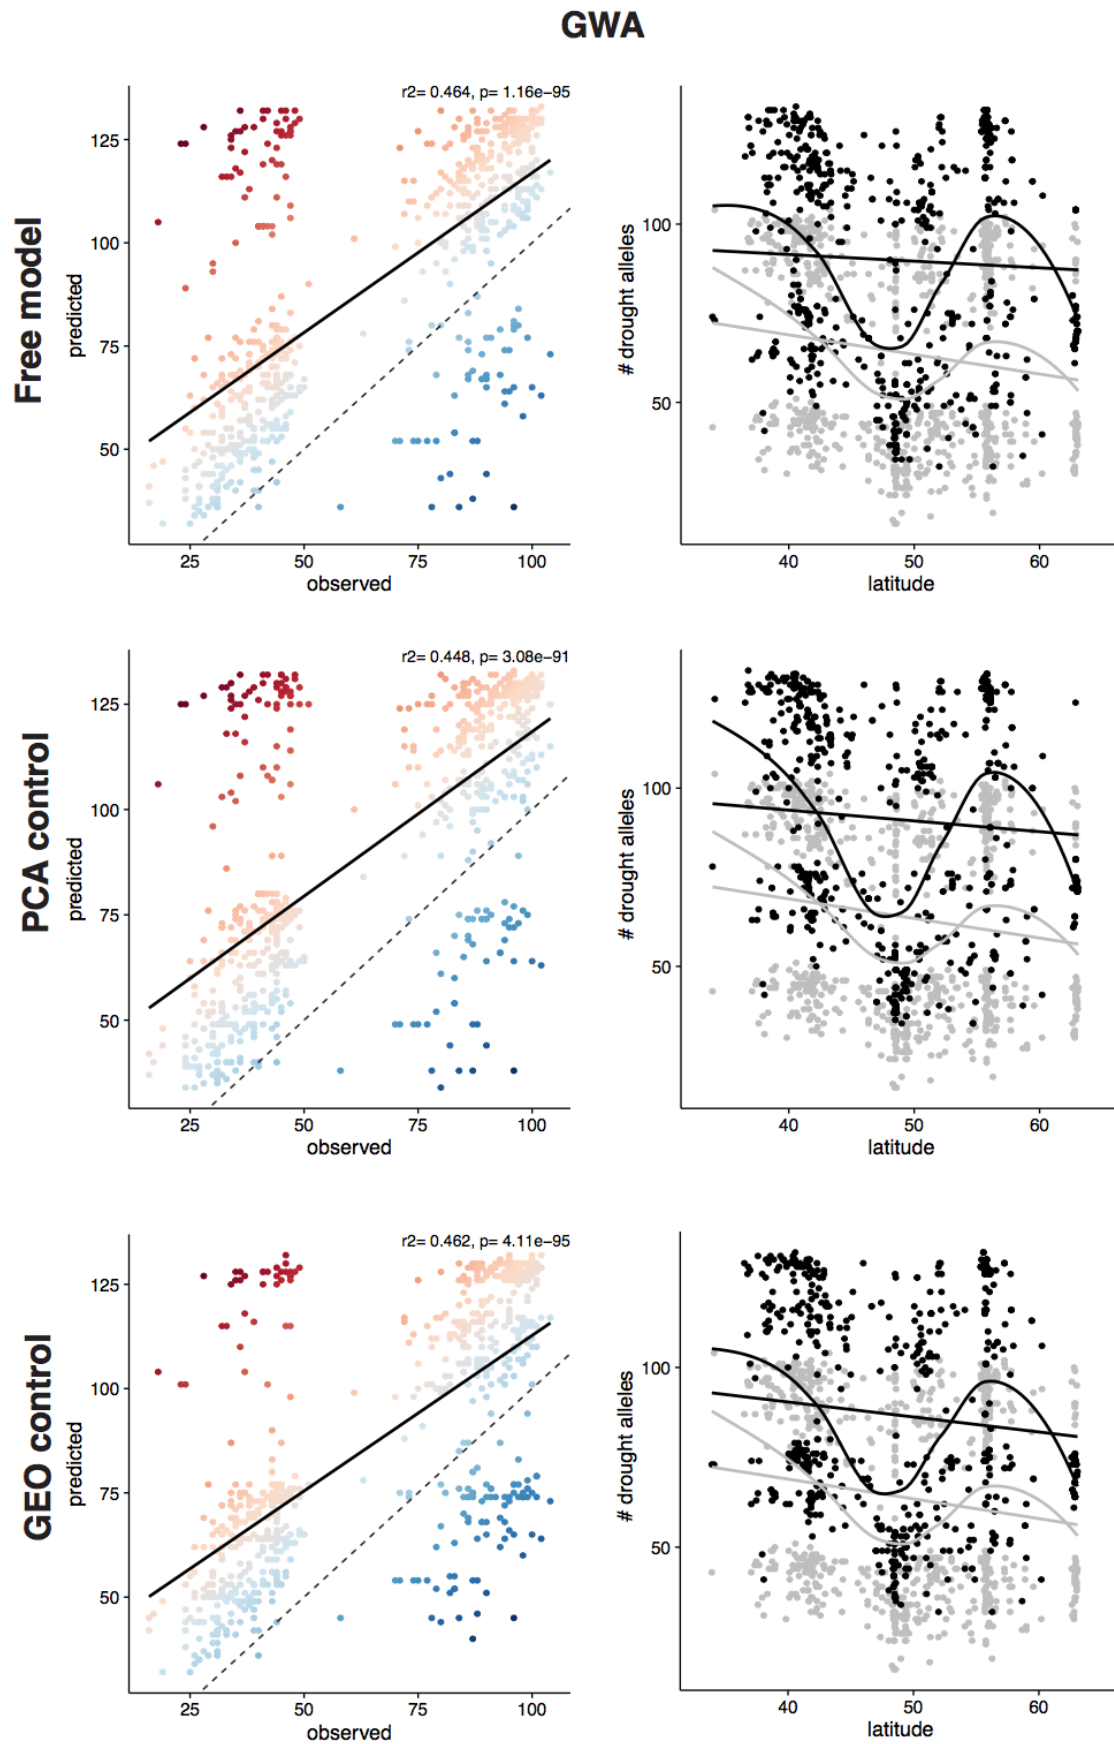 GWA
Free model
r2= 0.464, p= 1.16e−95
predicted
125
100
75
50
25 50 75 100
observed
# drought alleles
100
50
40 50 60
latitude
PCA control
r2= 0.448, p= 3.08e−91
predicted
125
100
75
50
25 50 75 100
observed
# drought alleles
100
50
40 50 60
latitude
GEO control
r2= 0.462, p= 4.11e−95
predicted
125
100
75
50
25 50 75 100
observed
# drought alleles
100
50
40 50 60
latitude